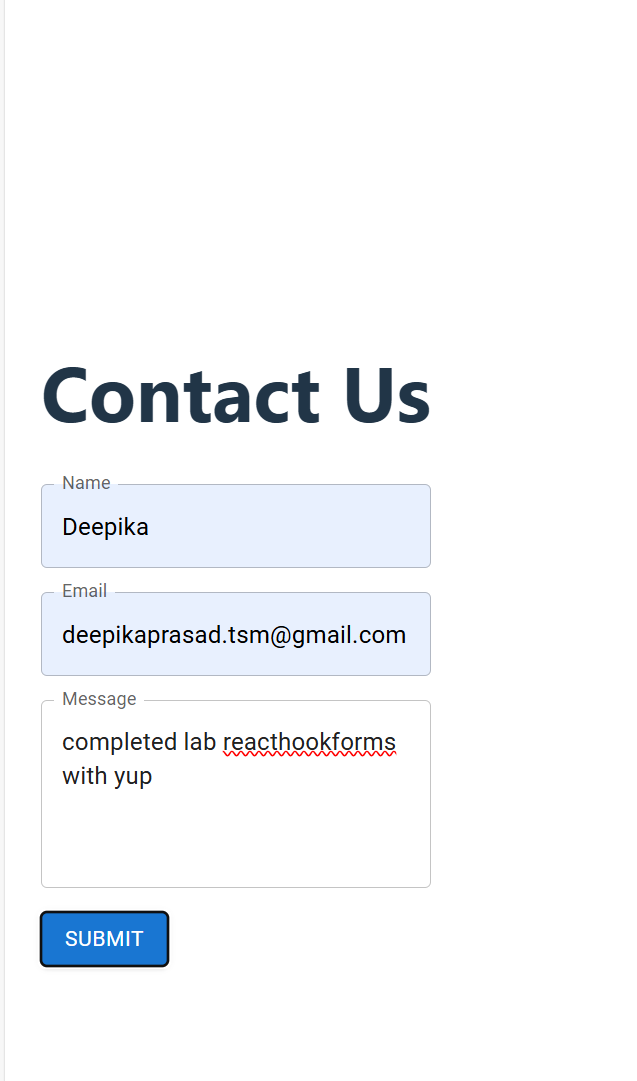 Contact Us
Name
Deepika
Email
deepikaprasad.tsm@gmail.com
Message
completed lab reacthookforms
with yup
SUBMIT